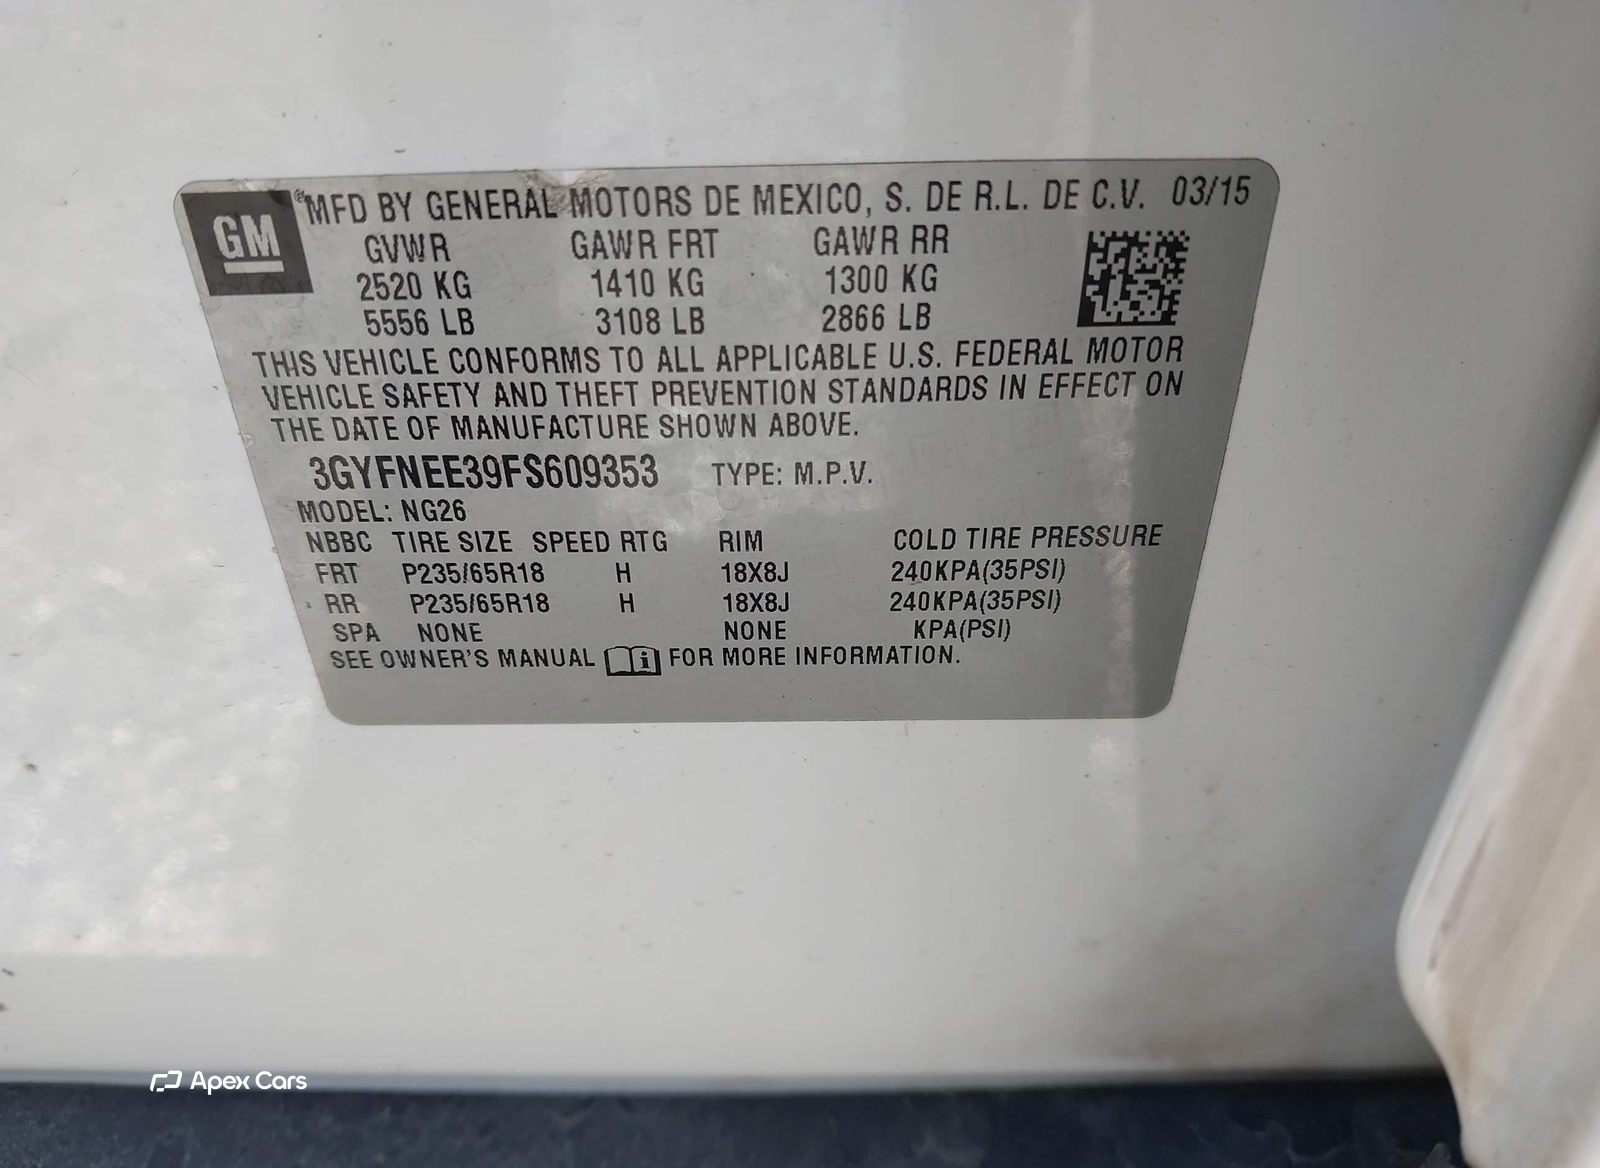 GM ® MFD BY GENERAL MOTORS DE MEXICO, S. DE R.L. DE C.V. 03/15
GVWR GAWR FRT GAWR RR
2520 KG 1410 KG 1300 KG
5556 LB 3108 LB 2866 LB
THIS VEHICLE CONFORMS TO ALL APPLICABLE U.S. FEDERAL MOTOR
VEHICLE SAFETY AND THEFT PREVENTION STANDARDS IN EFFECT ON
THE DATE OF MANUFACTURE SHOWN ABOVE.
3GYFNEE39FS609353 TYPE: M.P.V.
MODEL: NG26
NBBC TIRE SIZE SPEED RTG RIM COLD TIRE PRESSURE
FRT P235/65R18 H 18X8J 240KPA(35PSI)
RR P235/65R18 H 18X8J 240KPA(35PSI)
SPA NONE NONE KPA(PSI)
SEE OWNER'S MANUAL i FOR MORE INFORMATION.
Apex Cars